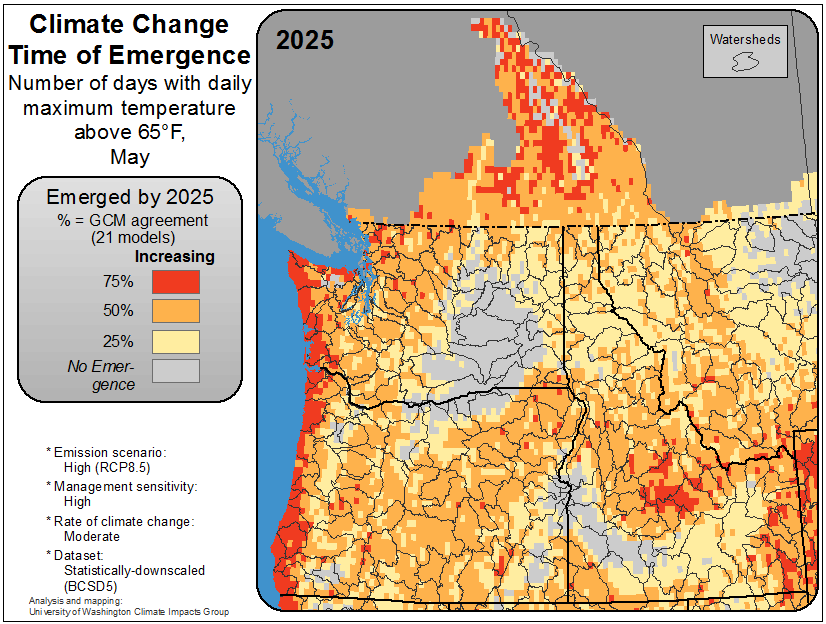 Climate Change
Time of Emergence
Number of days with daily
maximum temperature
above 65°F,
May
Emerged by 2025
% = GCM agreement
(21 models)
Increasing
75%
50%
25%
No Emer-
gence
* Emission scenario:
High (RCP8.5)
* Management sensitivity:
High
* Rate of climate change:
Moderate
* Dataset:
Statistically-downscaled
(BCSD5)
Analysis and mapping:
University of Washington Climate Impacts Group
2025
Watersheds